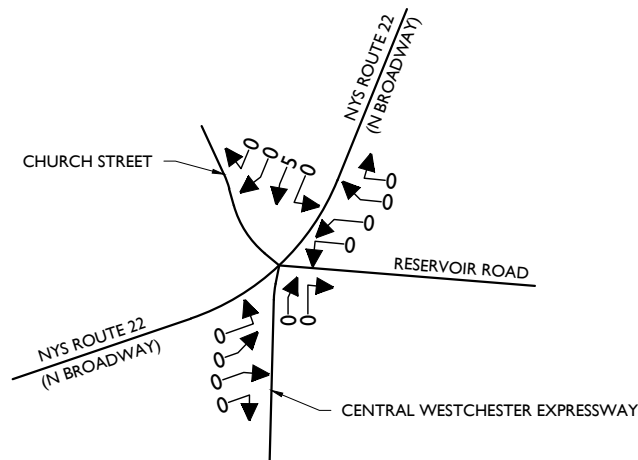 NYS ROUTE 22
(N BROADWAY)
CHURCH STREET
0
0
5
0
0
0
0
0
RESERVOIR ROAD
0
0
NYS ROUTE 22
(N BROADWAY)
0
0
0
0
CENTRAL WESTCHESTER EXPRESSWAY